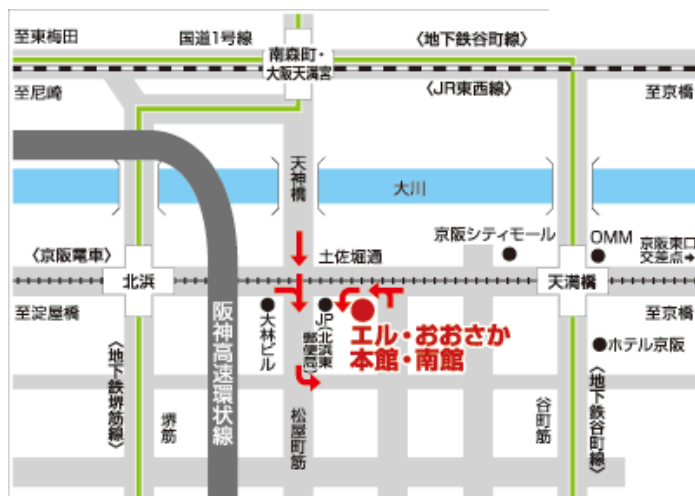 至東梅田
国道1号線
〈地下鉄谷町線〉
南森町・
大阪天満宮
至尼崎
〈JR東西線〉
至京橋
天神橋
大川
〈京阪電車〉
土佐堀通
京阪シティモール
OMM
京阪東口
交差点➔
北浜
天満橋
至淀屋橋
至京橋
阪神高速環状線
大林ビル
JP(北浜東
郵便局)
エル・おおさか
本館・南館
ホテル京阪
〈地下鉄堺筋線〉
堺筋
松屋町筋
谷町筋
〈地下鉄谷町線〉